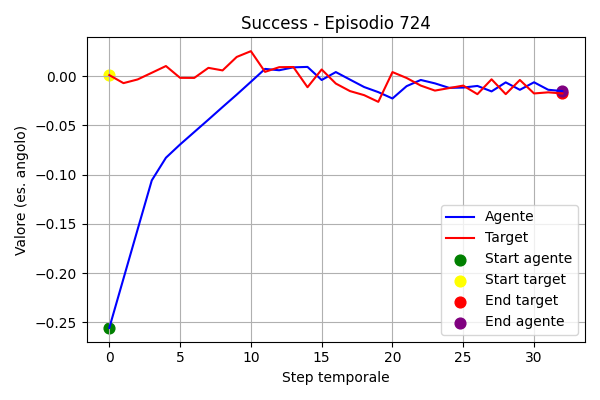 Success - Episodio 724
Valore (es. angolo)
0.00
−0.05
−0.10
−0.15
−0.20
−0.25
0 5 10 15 20 25 30
Step temporale
Agente
Target
Start agente
Start target
End target
End agente